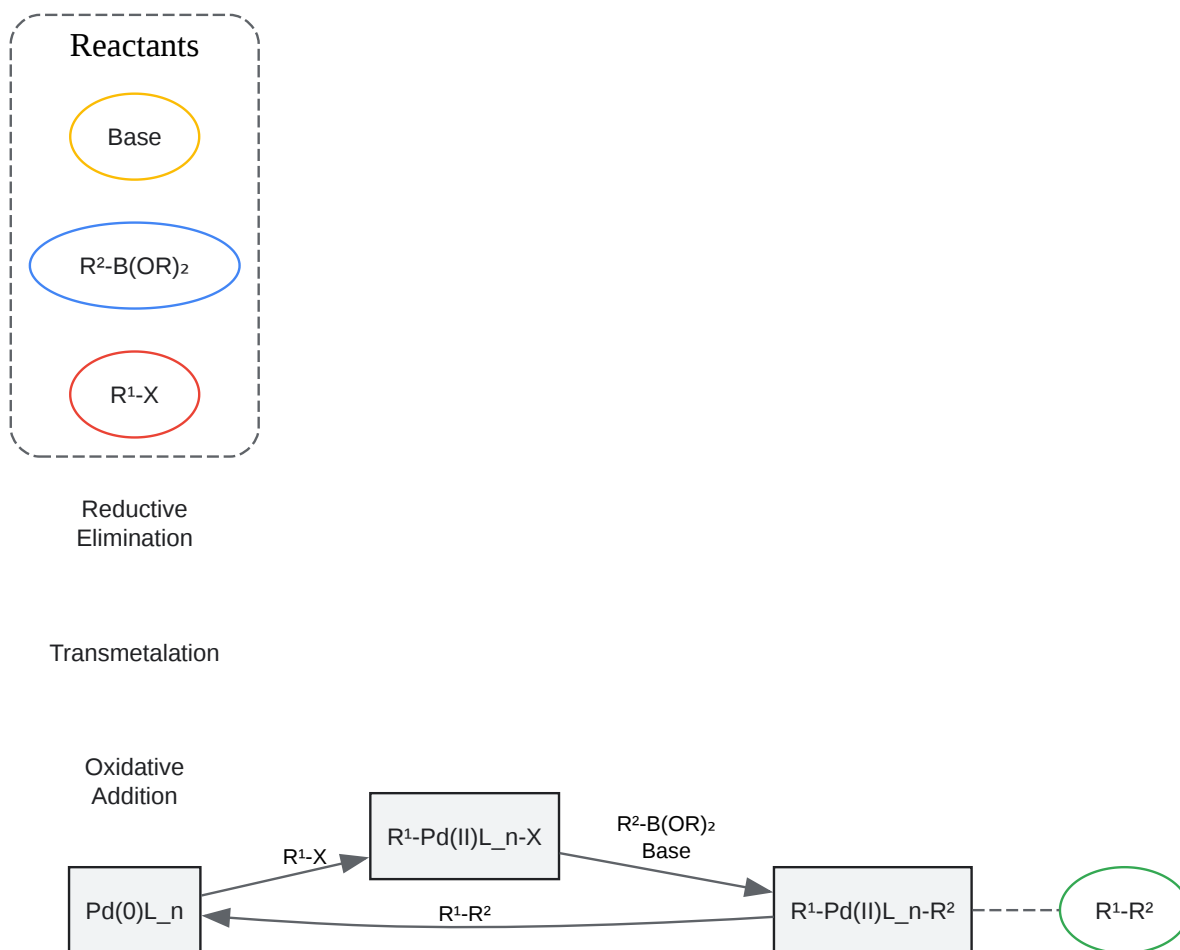 Reactants
Base
R²-B(OR)₂
R¹-X
Reductive
Elimination
Transmetalation
Oxidative
Addition
R¹-Pd(II)L_n-X
R²-B(OR)₂
Base
R¹-X
Pd(0)L_n
R¹-R²
R¹-Pd(II)L_n-R²
R¹-R²